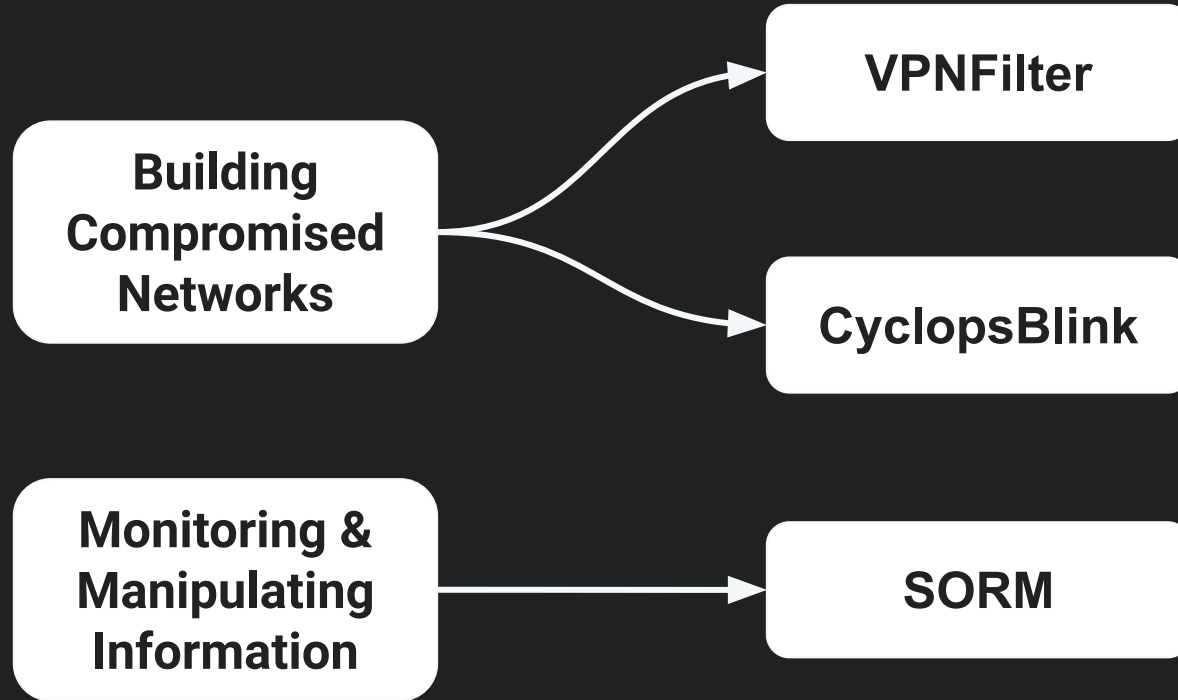 Building
Compromised
Networks
VPNFilter
CyclopsBlink
Monitoring &
Manipulating
Information
SORM